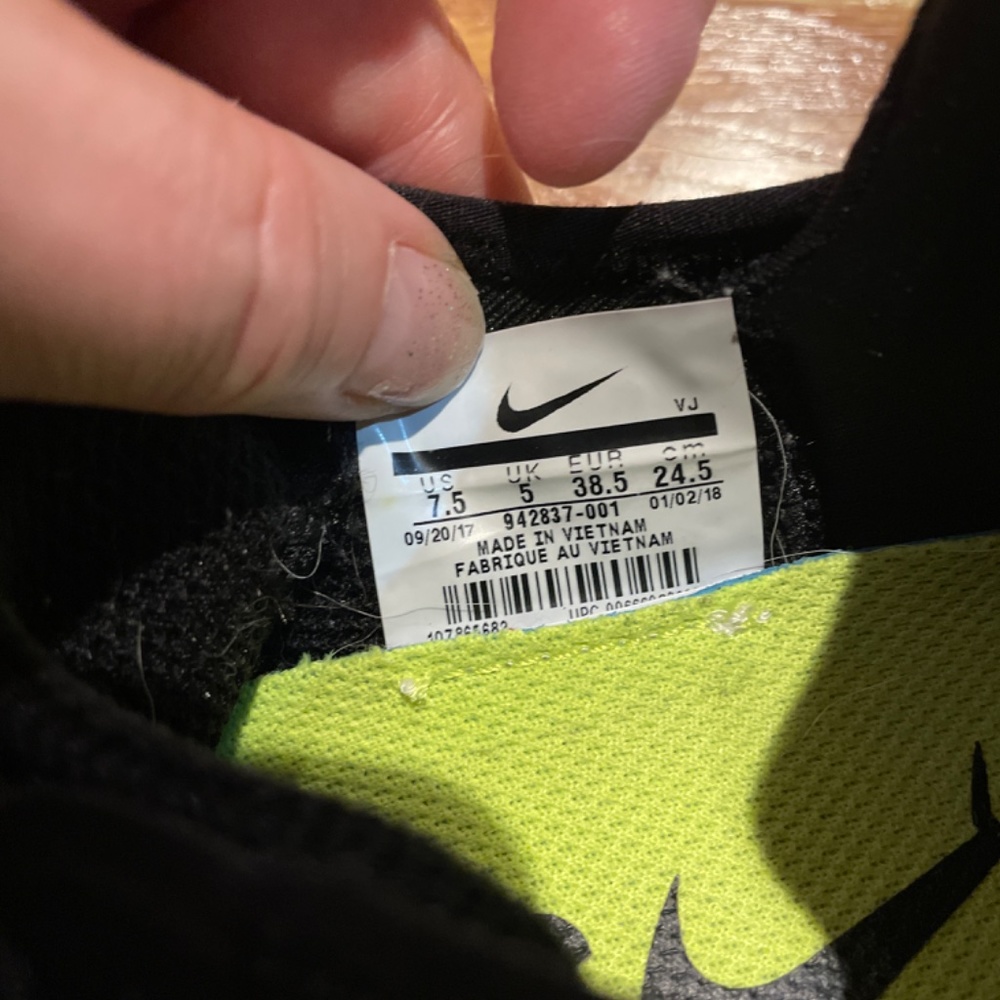 VJ
US UK EUR cm
7.5 5 38.5 24.5
09/20/17 942837-001 01/02/18
MADE IN VIETNAM
FABRIQUE AU VIETNAM
UPC